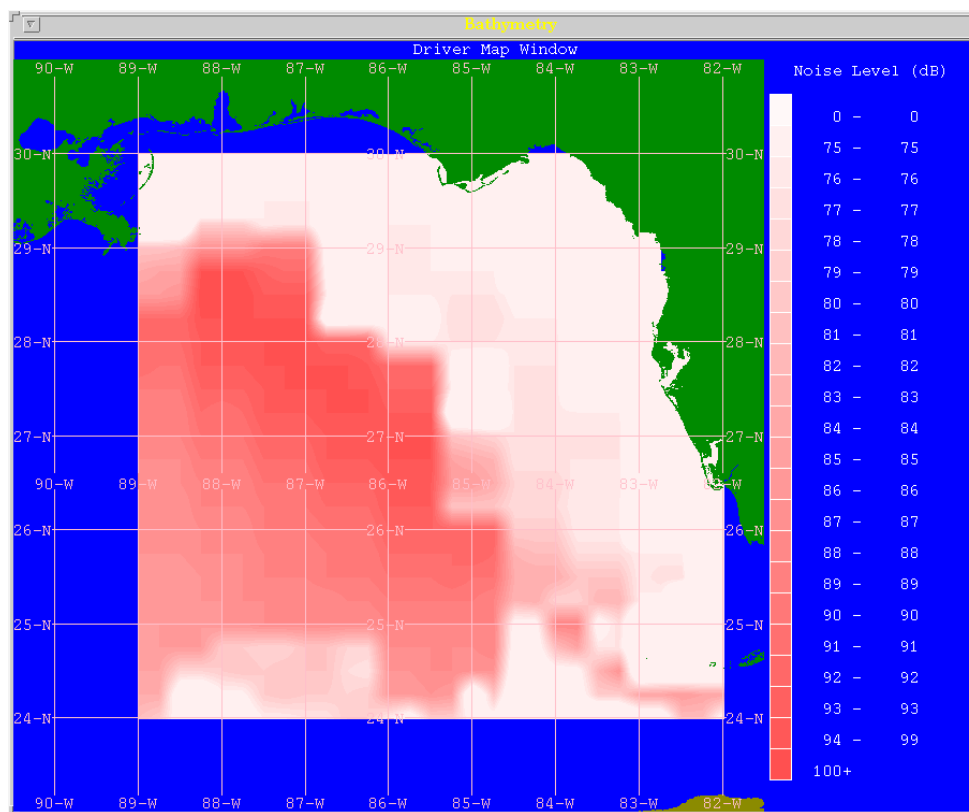 Bathymetry
Driver Map Window
90-W 89-W 88-W 87-W 86-W 85-W 84-W 83-W 82-W
Noise Level (dB)
0 - 0
30-N 30-N 30-N
75 - 75
76 - 76
77 - 77
29-N 29-N 29-N
78 - 78
79 - 79
80 - 80
28-N 28-N 28-N
81 - 81
82 - 82
83 - 83
27-N 27-N 27-N
84 - 84
85 - 85
90-W 89-W 88-W 87-W 86-W 85-W 84-W 83-W 82-W
86 - 86
26-N 26-N 26-N
87 - 87
88 - 88
89 - 89
25-N 25-N 25-N
90 - 90
91 - 91
92 - 92
24-N 24-N 24-N
93 - 93
94 - 99
100+
90-W 89-W 88-W 87-W 86-W 85-W 84-W 83-W 82-W